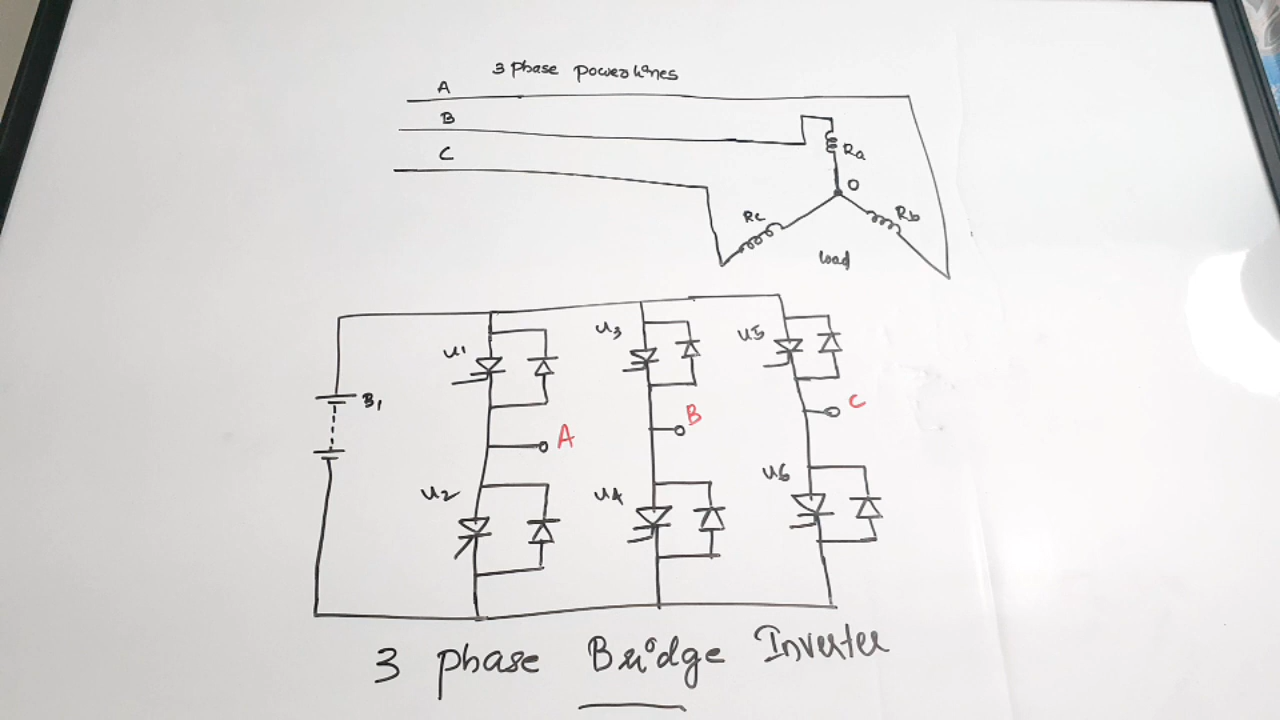 3 Phase powerlines
A
B
C
Ra
O
Rc
Rb
load
U1
U3
U5
B1
A
B
C
U2
U4
U6
3 phase Bridge Inverter